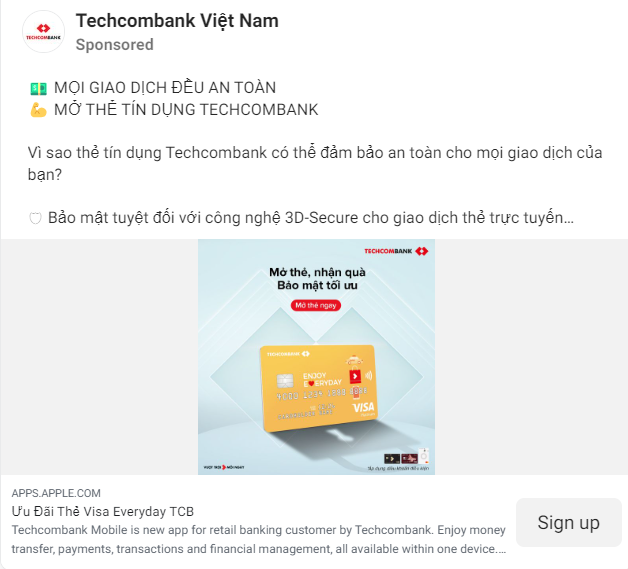 Techcombank Việt Nam
TECHCOMBANK
Sponsored
💵 MỌI GIAO DỊCH ĐỀU AN TOÀN
💪 MỞ THẺ TÍN DỤNG TECHCOMBANK
Vì sao thẻ tín dụng Techcombank có thể đảm bảo an toàn cho mọi giao dịch của
bạn?
Bảo mật tuyệt đối với công nghệ 3D-Secure cho giao dịch thẻ trực tuyến...
TECHCOMBANK
Mở thẻ, nhận quà
Bảo mật tối ưu
Mở thẻ ngay
TECHCOMBANK
ENJOY
E❤ERYDAY
VISA
VƯỢT TRỘI MỖI NGÀY
APPS.APPLE.COM
Ưu Đãi Thẻ Visa Everyday TCB
Techcombank Mobile is new app for retail banking customer by Techcombank. Enjoy money
transfer, payments, transactions and financial management, all available within one device....
Sign up